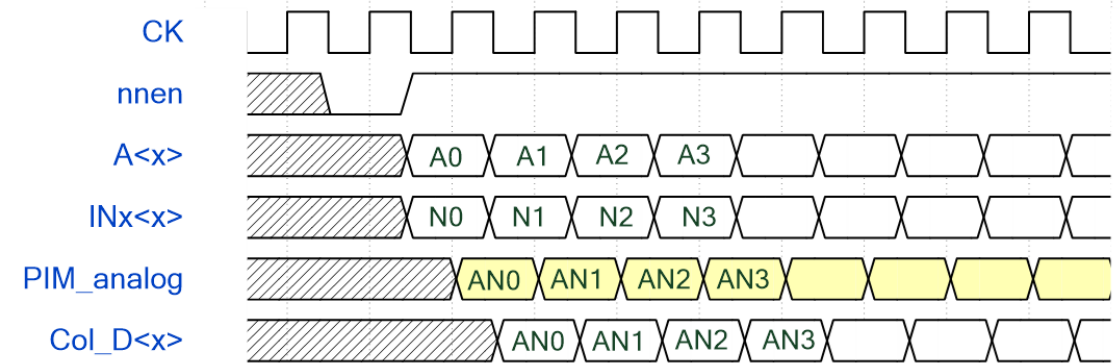 CK
nnen
A<x> A0 A1 A2 A3
INx<x> N0 N1 N2 N3
PIM_analog AN0 AN1 AN2 AN3
Col_D<x> AN0 AN1 AN2 AN3